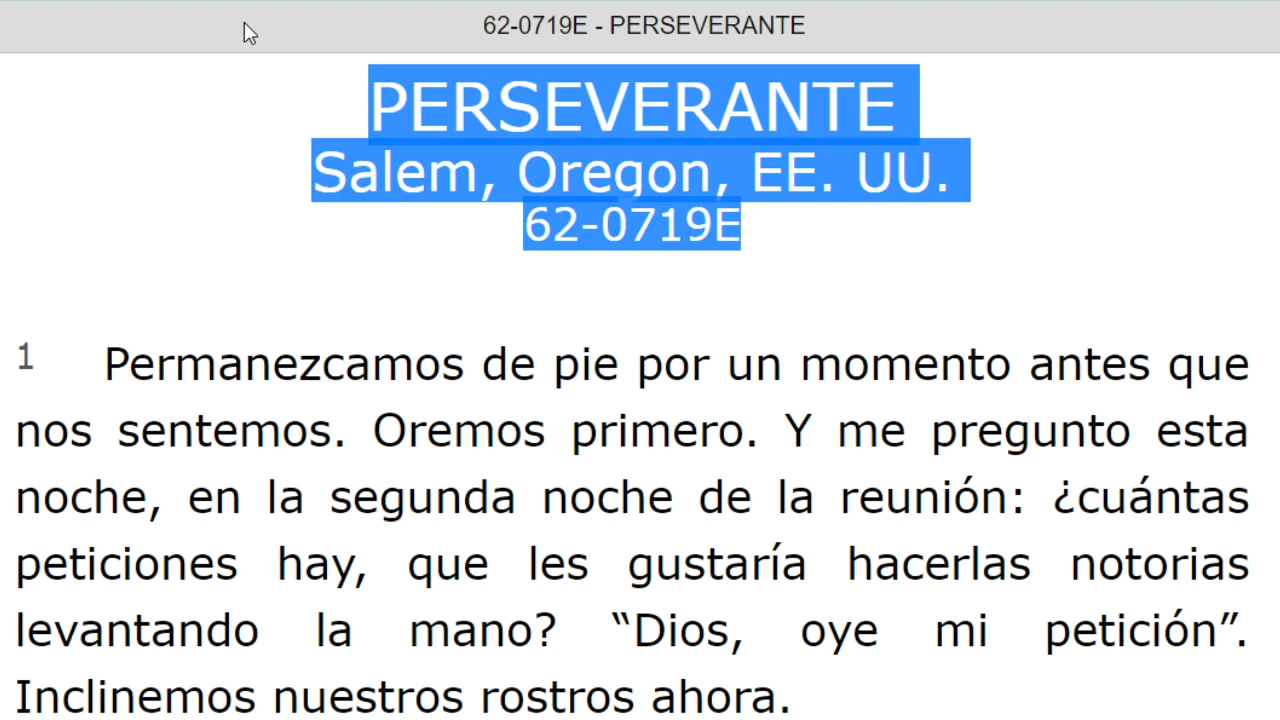 62-0719E - PERSEVERANTE
PERSEVERANTE
Salem, Oregon, EE. UU.
62-0719E
1 Permanezcamos de pie por un momento antes que
nos sentemos. Oremos primero. Y me pregunto esta
noche, en la segunda noche de la reunión: ¿cuántas
peticiones hay, que les gustaría hacerlas notorias
levantando la mano? “Dios, oye mi petición”.
Inclinemos nuestros rostros ahora.